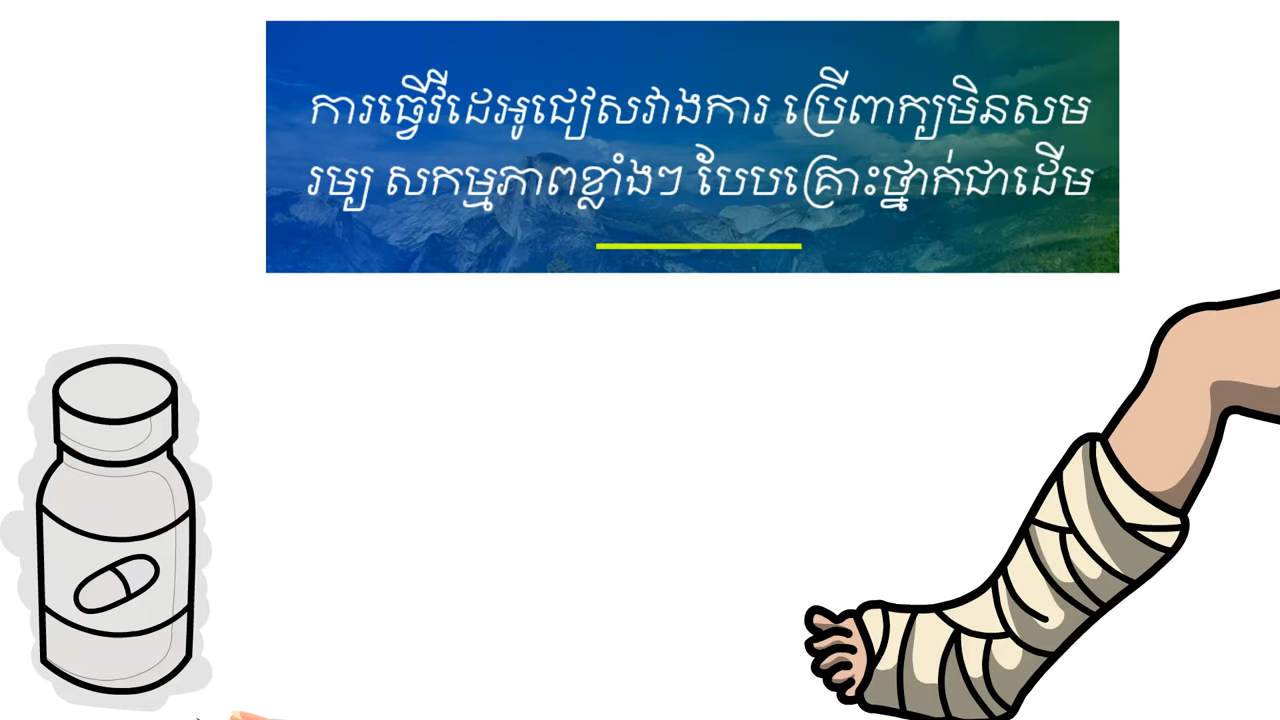 ការធ្វើវីដេអូជៀសវាងការ ប្រើពាក្យមិនសម
រម្យ សកម្មភាពខ្លាំងៗ បែបគ្រោះថ្នាក់ជាដើម